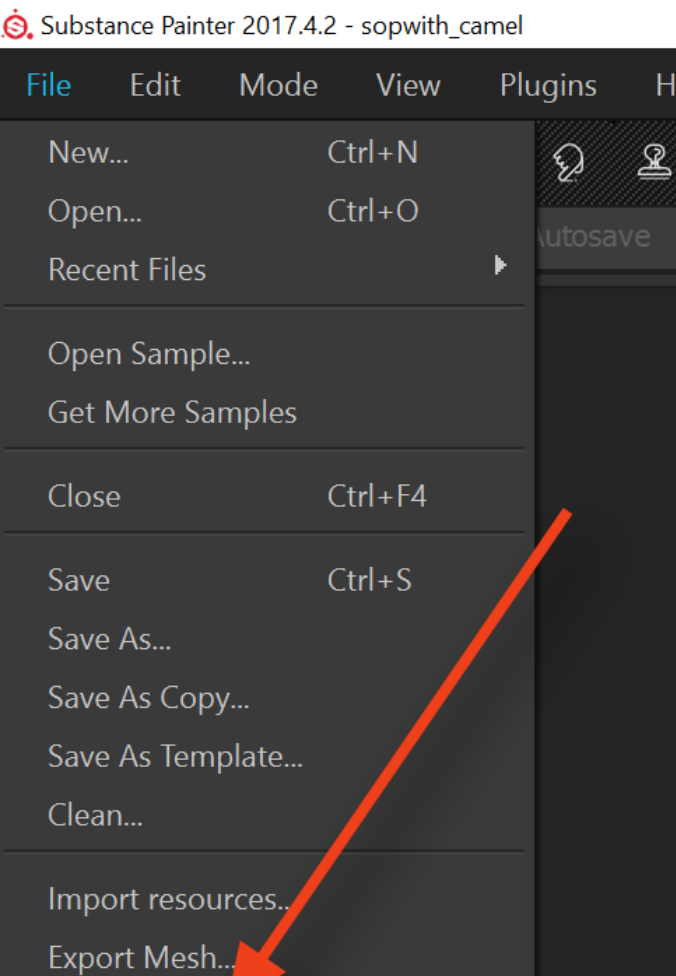 Substance Painter 2017.4.2 - sopwith_camel
File Edit Mode View Plugins H
New... Ctrl+N
Open... Ctrl+O
Autosave
Recent Files
Open Sample...
Get More Samples
Close Ctrl+F4
Save Ctrl+S
Save As...
Save As Copy...
Save As Template...
Clean...
Import resources...
Export Mesh...